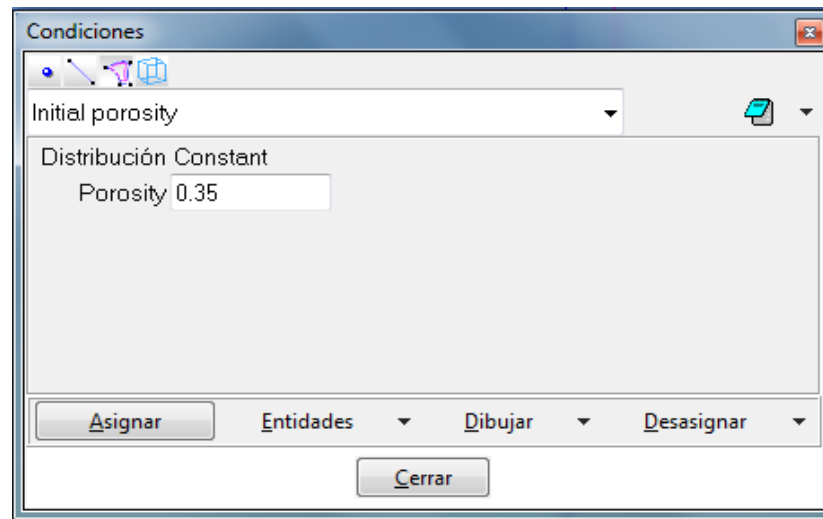 Condiciones
Initial porosity
Distribución Constant
Porosity 0.35
Asignar Entidades Dibujar Desasignar
Cerrar